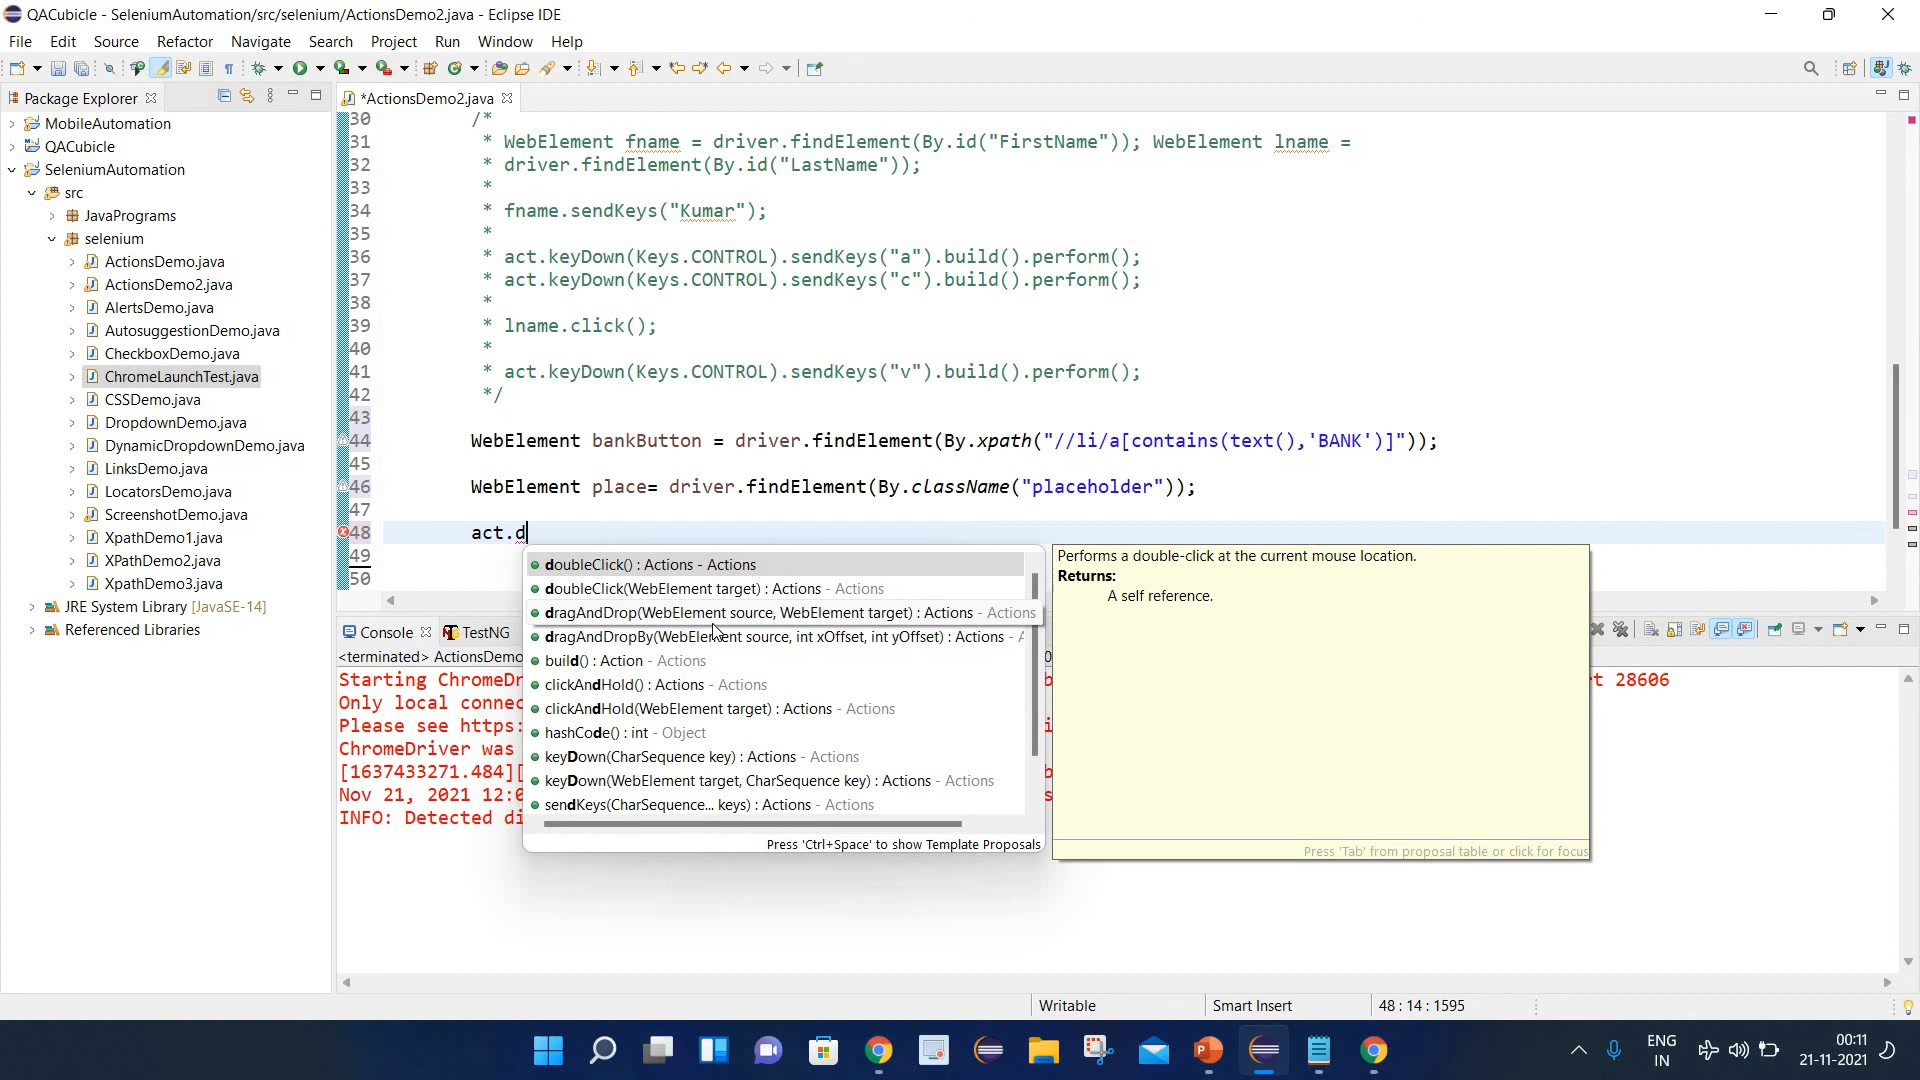 QACubicle - SeleniumAutomation/src/selenium/ActionsDemo2.java - Eclipse IDE
File Edit Source Refactor Navigate Search Project Run Window Help
Package Explorer
*ActionsDemo2.java
MobileAutomation
QACubicle
SeleniumAutomation
src
JavaPrograms
selenium
ActionsDemo.java
ActionsDemo2.java
AlertsDemo.java
AutosuggestionDemo.java
CheckboxDemo.java
ChromeLaunchTest.java
CSSDemo.java
DropdownDemo.java
DynamicDropdownDemo.java
LinksDemo.java
LocatorsDemo.java
ScreenshotDemo.java
XpathDemo1.java
XPathDemo2.java
XpathDemo3.java
JRE System Library [JavaSE-14]
Referenced Libraries
30 /*
31 * WebElement fname = driver.findElement(By.id("FirstName")); WebElement lname =
32 * driver.findElement(By.id("LastName"));
33 *
34 * fname.sendKeys("Kumar");
35 *
36 * act.keyDown(Keys.CONTROL).sendKeys("a").build().perform();
37 * act.keyDown(Keys.CONTROL).sendKeys("c").build().perform();
38 *
39 * lname.click();
40 *
41 * act.keyDown(Keys.CONTROL).sendKeys("v").build().perform();
42 */
43
44 WebElement bankButton = driver.findElement(By.xpath("//li/a[contains(text(),'BANK')]"));
45
46 WebElement place= driver.findElement(By.className("placeholder"));
47
48 act.d
49
50
doubleClick() : Actions - Actions
doubleClick(WebElement target) : Actions - Actions
dragAndDrop(WebElement source, WebElement target) : Actions - Actions
dragAndDropBy(WebElement source, int xOffset, int yOffset) : Actions - A
build() : Action - Actions
clickAndHold() : Actions - Actions
clickAndHold(WebElement target) : Actions - Actions
hashCode() : int - Object
keyDown(CharSequence key) : Actions - Actions
keyDown(WebElement target, CharSequence key) : Actions - Actions
sendKeys(CharSequence... keys) : Actions - Actions
Press 'Ctrl+Space' to show Template Proposals
Performs a double-click at the current mouse location.
Returns:
A self reference.
Press 'Tab' from proposal table or click for focus
Console TestNG
<terminated> ActionsDemo
Starting ChromeDr
t 28606
Only local connec
Please see https:
ChromeDriver was
[1637433271.484][
Nov 21, 2021 12:0
INFO: Detected di
Writable Smart Insert 48 : 14 : 1595
ENG
IN
00:11
21-11-2021